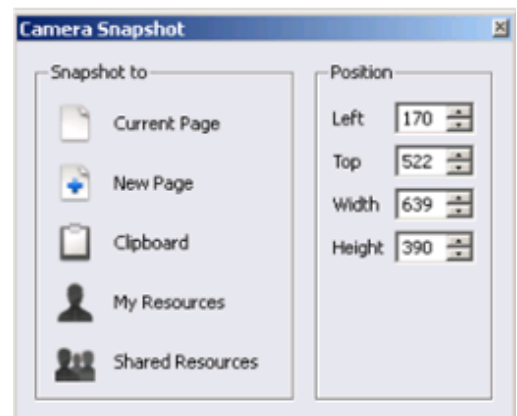 Camera Snapshot
Snapshot to
Current Page
New Page
Clipboard
My Resources
Shared Resources
Position
Left 170
Top 522
Width 639
Height 390